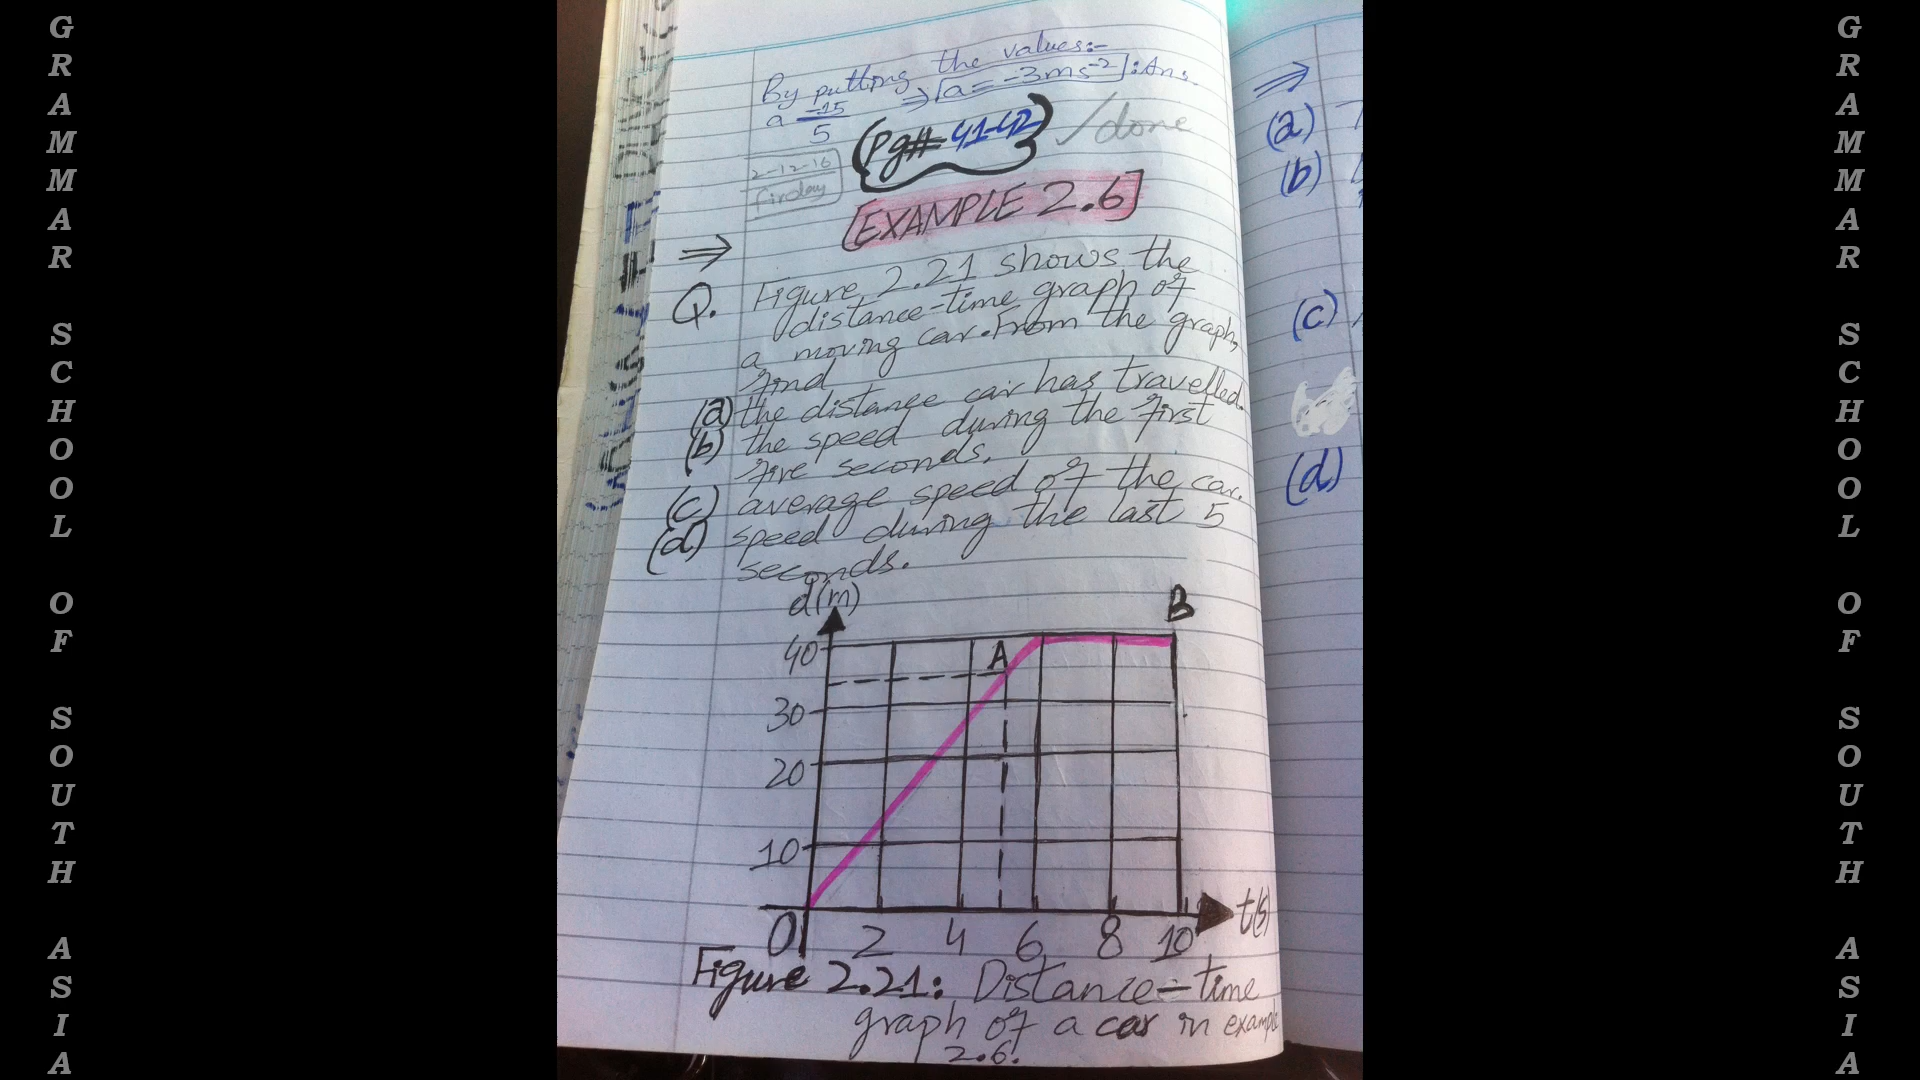 GRAMMAR SCHOOL OF SOUTH ASIA
By putting the values:-
a = -15/5 ⇒ [a = -3ms⁻²]:Ans
(Pg#-41-42) /done
2-12-16
firday
[EXAMPLE 2.6]
⇒
Q. Figure 2.21 shows the
distance-time graph of
a moving car.From the graph,
find
(a) the distance car has travelled.
(b) the speed during the first
five seconds.
(c) average speed of the car.
(d) speed during the last 5
seconds.
d(m)
B
40
A
30
20
10
0 2 4 6 8 10 t(s)
Figure 2.21: Distance-time
graph of a car in example
2.6.
⇒
(a)
(b)
(c)
(d)
GRAMMAR SCHOOL OF SOUTH ASIA